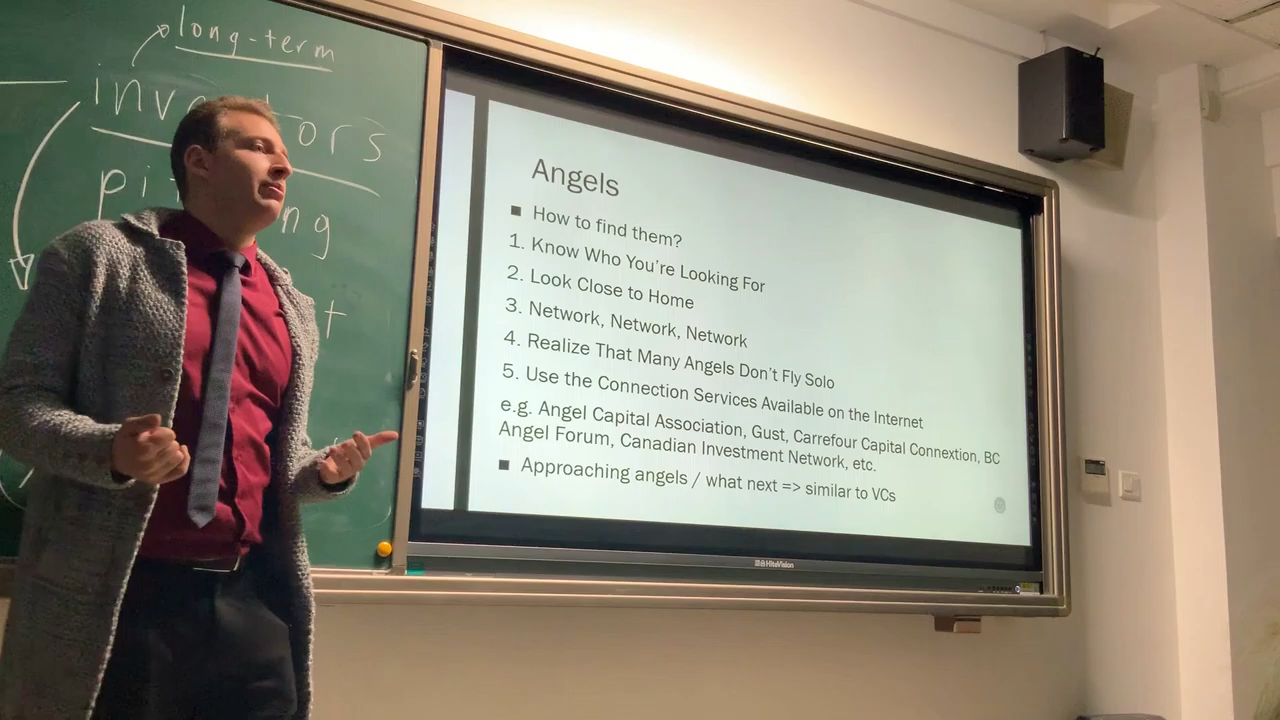 long-term
Angels
■ How to find them?
1. Know Who You're Looking For
2. Look Close to Home
3. Network, Network, Network
4. Realize That Many Angels Don't Fly Solo
5. Use the Connection Services Available on the Internet
e.g. Angel Capital Association, Gust, Carrefour Capital Connextion, BC
Angel Forum, Canadian Investment Network, etc.
■ Approaching angels / what next => similar to VCs
HiteVision